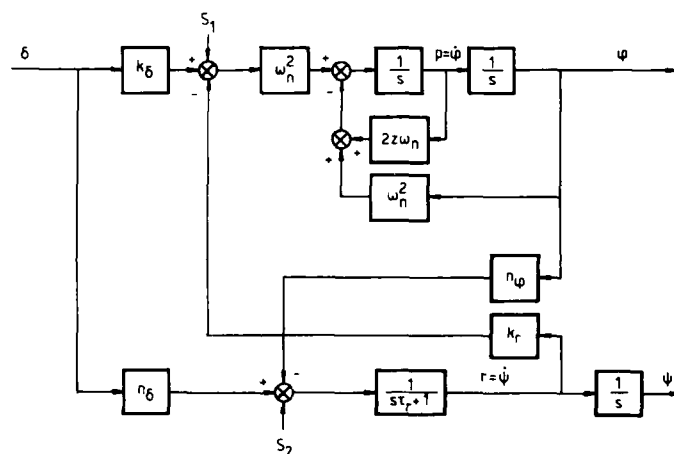 S₁
δ
k_δ
+
-
ω_n²
+
-
1/s
p=φ̇
1/s
φ
2zω_n
+
+
ω_n²
n_φ
k_r
n_δ
+
-
S₂
1/(sτ_r+1)
r=ψ̇
1/s
ψ